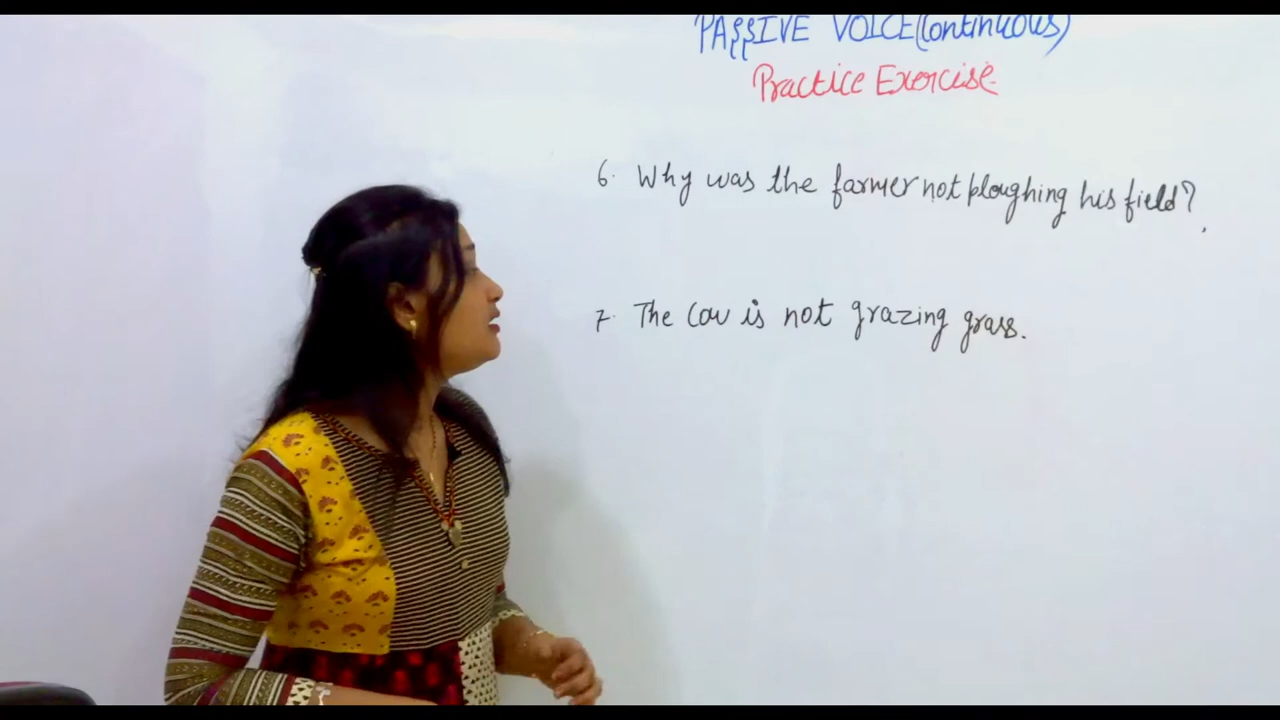 PASSIVE VOICE (Continuous)
Practice Exercise
6. Why was the farmer not ploughing his field?
7. The Cow is not grazing grass.